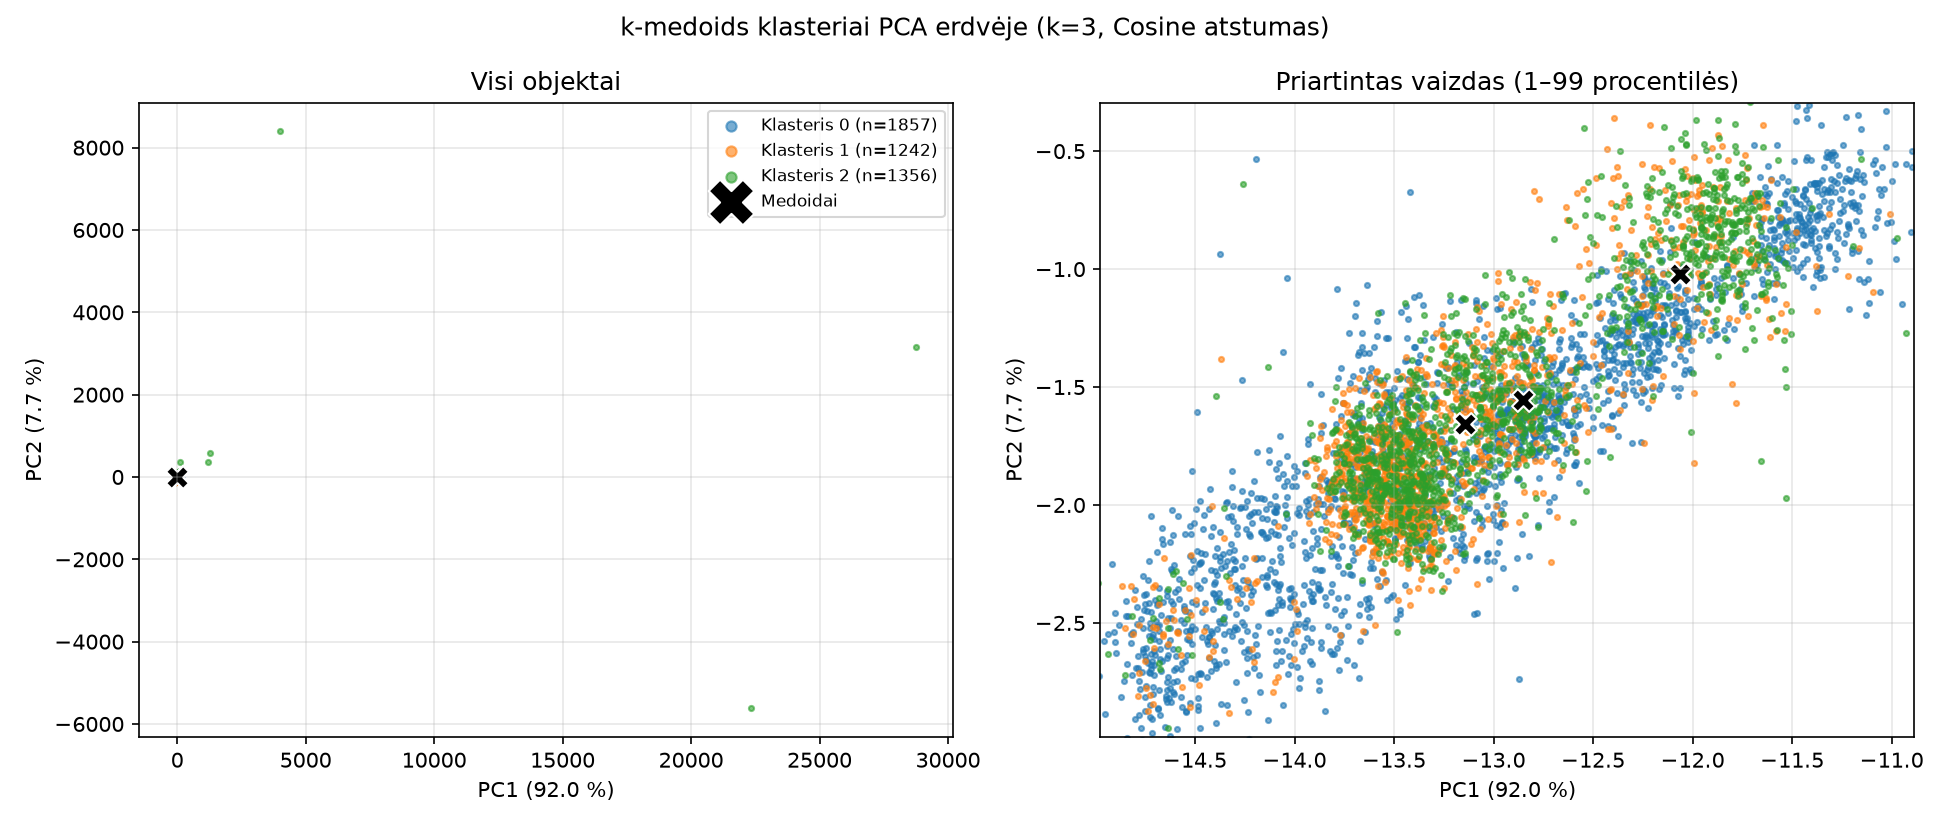 k-medoids klasteriai PCA erdvėje (k=3, Cosine atstumas)
Visi objektai
8000
6000
4000
2000
0
−2000
−4000
−6000
PC2 (7.7 %)
0
5000
10000
15000
20000
25000
30000
PC1 (92.0 %)
Klasteris 0 (n=1857)
Klasteris 1 (n=1242)
Klasteris 2 (n=1356)
Medoidai
Priartintas vaizdas (1–99 procentilės)
−0.5
−1.0
−1.5
−2.0
−2.5
PC2 (7.7 %)
−14.5
−14.0
−13.5
−13.0
−12.5
−12.0
−11.5
−11.0
PC1 (92.0 %)